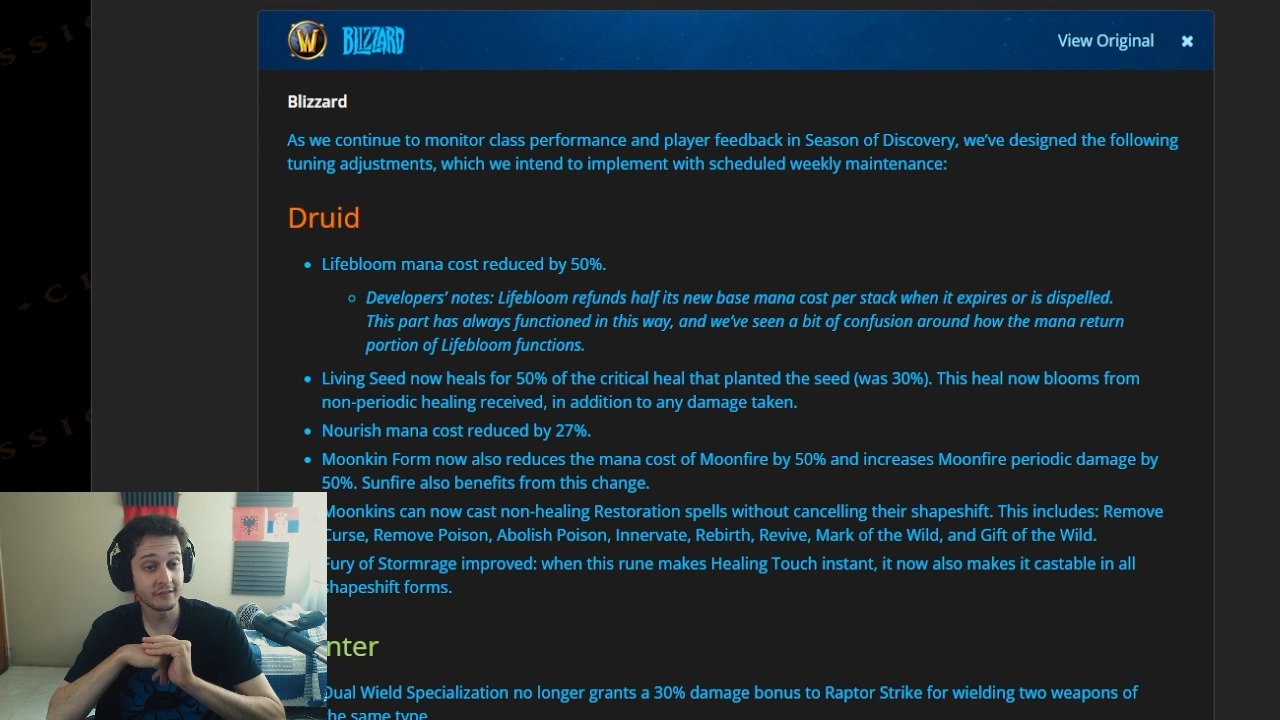 BLIZZARD
View Original
Blizzard
As we continue to monitor class performance and player feedback in Season of Discovery, we've designed the following
tuning adjustments, which we intend to implement with scheduled weekly maintenance:
Druid
Lifebloom mana cost reduced by 50%.
Developers' notes: Lifebloom refunds half its new base mana cost per stack when it expires or is dispelled.
This part has always functioned in this way, and we've seen a bit of confusion around how the mana return
portion of Lifebloom functions.
Living Seed now heals for 50% of the critical heal that planted the seed (was 30%). This heal now blooms from
non-periodic healing received, in addition to any damage taken.
Nourish mana cost reduced by 27%.
Moonkin Form now also reduces the mana cost of Moonfire by 50% and increases Moonfire periodic damage by
50%. Sunfire also benefits from this change.
Moonkins can now cast non-healing Restoration spells without cancelling their shapeshift. This includes: Remove
Curse, Remove Poison, Abolish Poison, Innervate, Rebirth, Revive, Mark of the Wild, and Gift of the Wild.
Fury of Stormrage improved: when this rune makes Healing Touch instant, it now also makes it castable in all
shapeshift forms.
nter
Dual Wield Specialization no longer grants a 30% damage bonus to Raptor Strike for wielding two weapons of
the same type